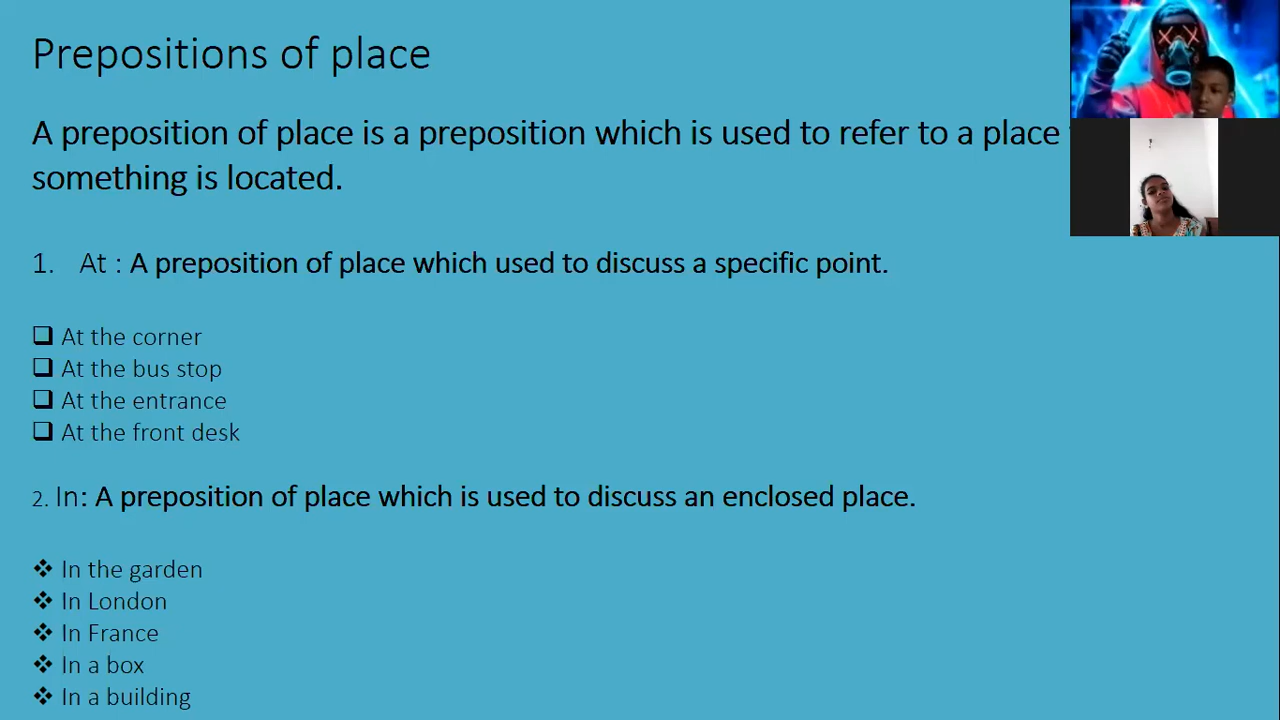 Prepositions of place
A preposition of place is a preposition which is used to refer to a place
something is located.
1. At : A preposition of place which used to discuss a specific point.
❑ At the corner
❑ At the bus stop
❑ At the entrance
❑ At the front desk
2. In: A preposition of place which is used to discuss an enclosed place.
❖ In the garden
❖ In London
❖ In France
❖ In a box
❖ In a building